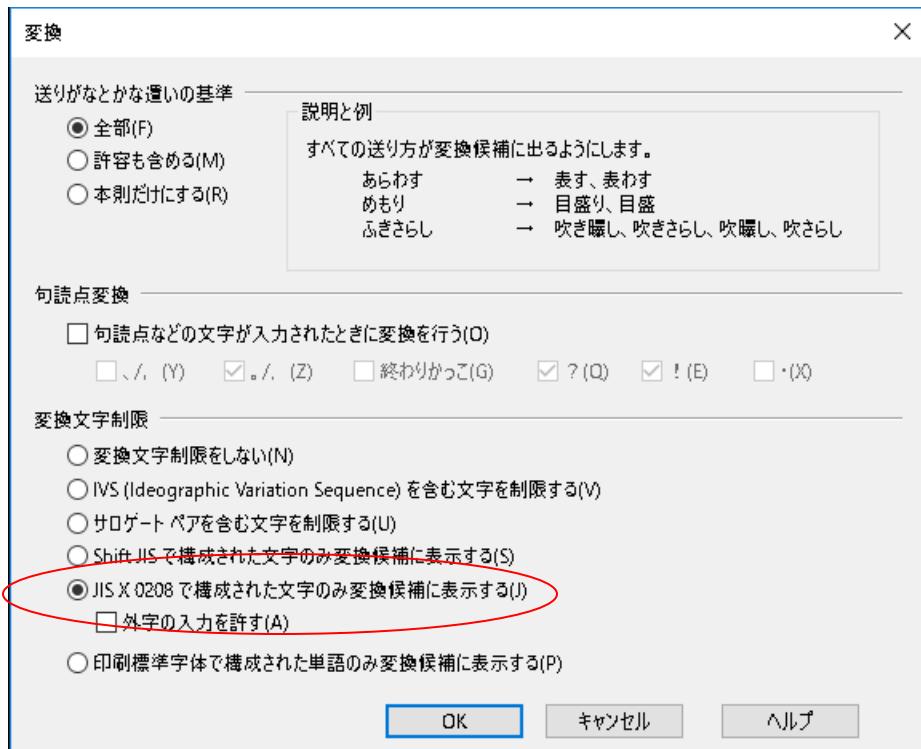 変換
送りがなとかな遣いの基準
全部(F)
許容も含める(M)
本則だけにする(R)
説明と例
すべての送り方が変換候補に出るようにします。
あらわす → 表す、表わす
めもり → 目盛り、目盛
ふきさらし → 吹き曝し、吹きさらし、吹曝し、吹さらし
句読点変換
句読点などの文字が入力されたときに変換を行う(O)
、/， (Y) 。/． (Z) 終わりかっこ(G) ？(Q) ！(E) ・(X)
変換文字制限
変換文字制限をしない(N)
IVS (Ideographic Variation Sequence) を含む文字を制限する(V)
サロゲート ペアを含む文字を制限する(U)
Shift JIS で構成された文字のみ変換候補に表示する(S)
JIS X 0208 で構成された文字のみ変換候補に表示する(J)
外字の入力を許す(A)
印刷標準字体で構成された単語のみ変換候補に表示する(P)
OK キャンセル ヘルプ